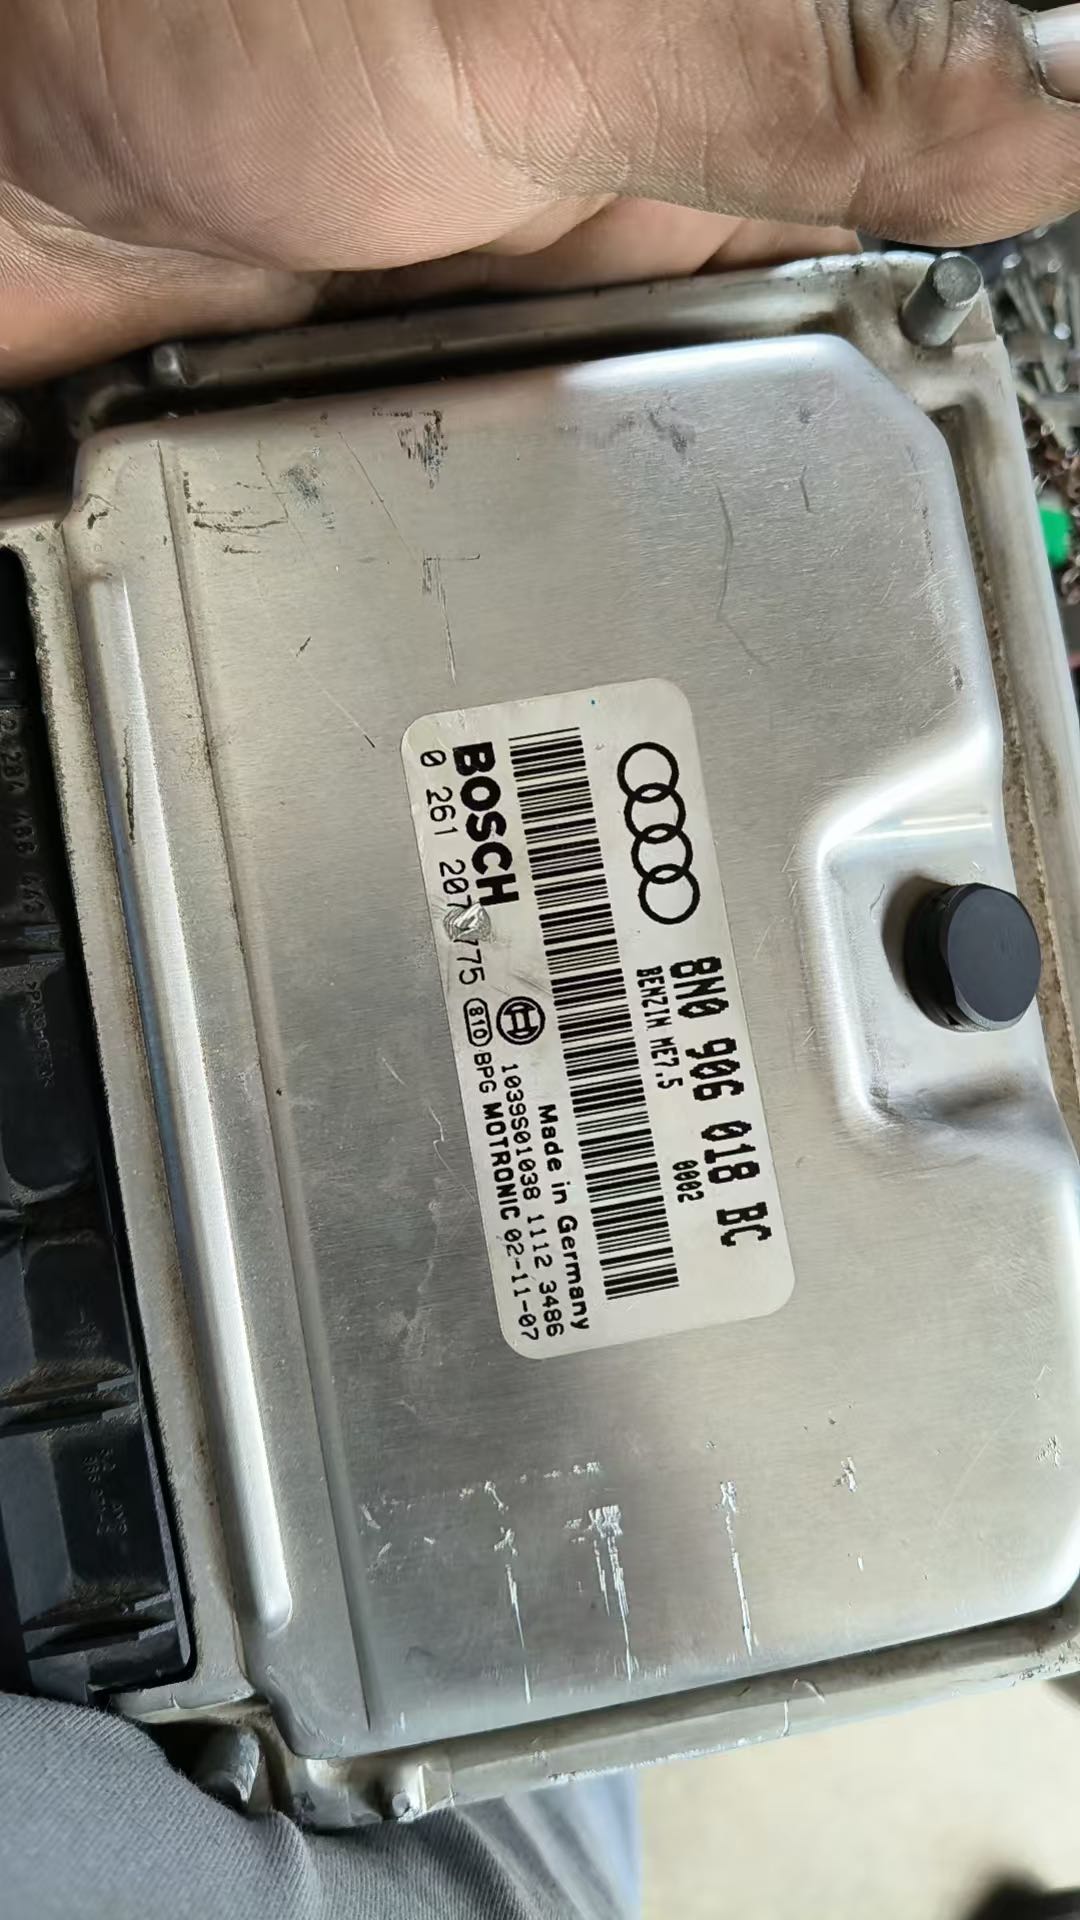 8N0 906 018 BC
BENZIN ME7.5 0002
BOSCH
Made in Germany
1039S01038 1112 3486
0 261 207 775 810 BPG MOTRONIC 02-11-07